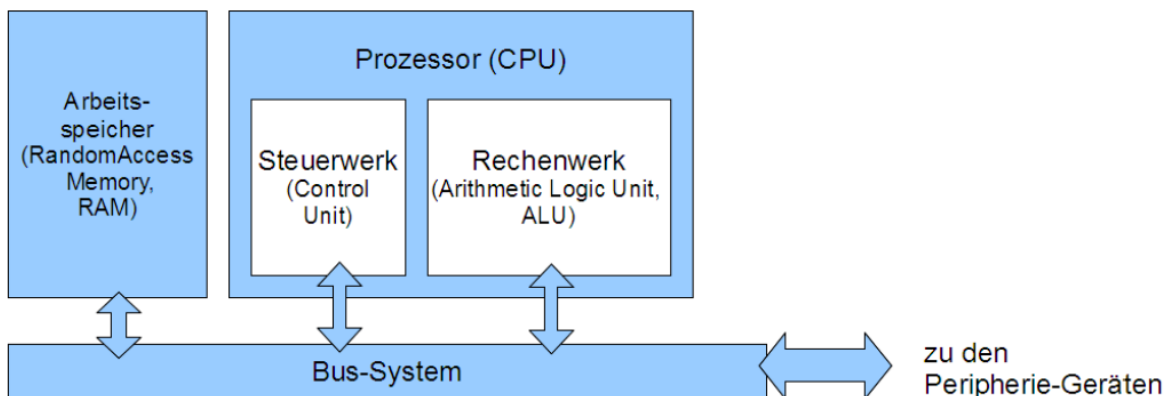 Arbeits-
speicher
(RandomAccess
Memory,
RAM)
Prozessor (CPU)
Steuerwerk
(Control
Unit)
Rechenwerk
(Arithmetic Logic Unit,
ALU)
Bus-System
zu den
Peripherie-Geräten